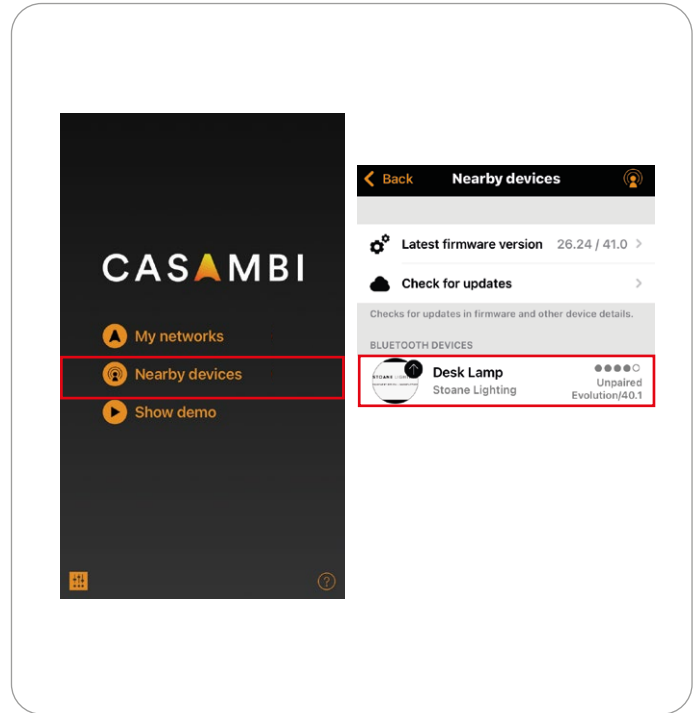 CASAMBI
My networks
Nearby devices
Show demo
Back Nearby devices
Latest firmware version 26.24 / 41.0
Check for updates
Checks for updates in firmware and other device details.
BLUETOOTH DEVICES
Desk Lamp
Stoane Lighting
Unpaired
Evolution/40.1